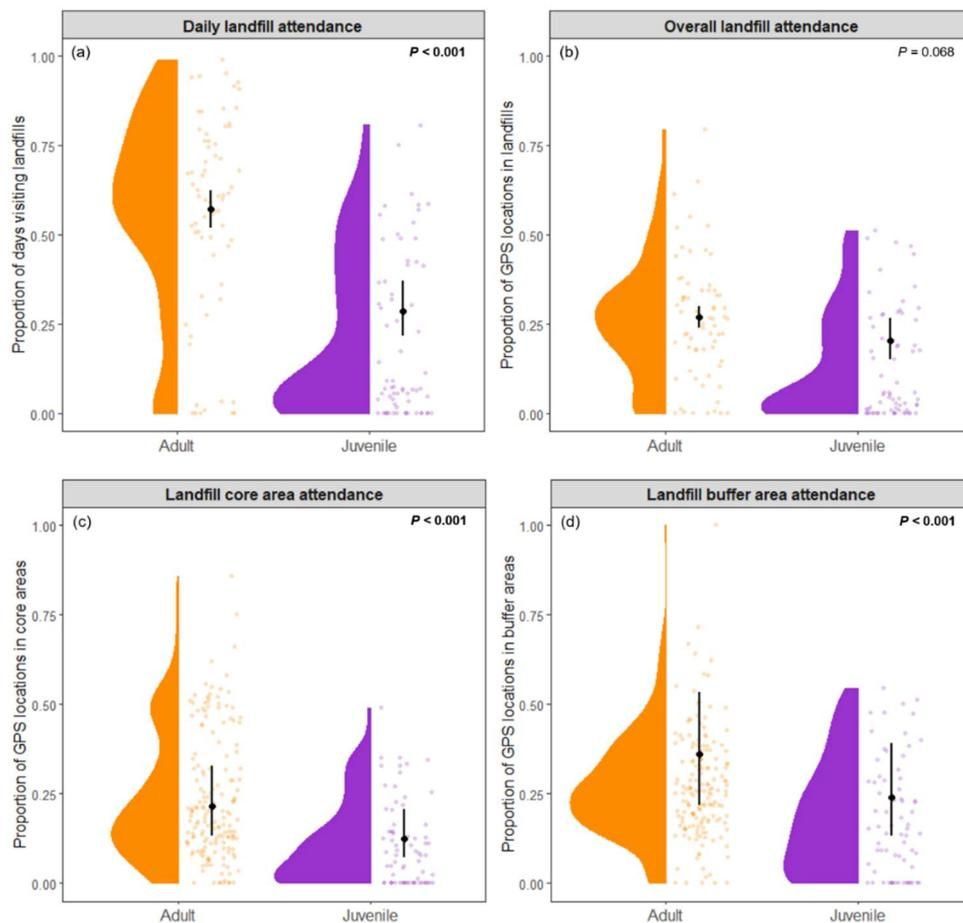 Daily landfill attendance
(a)
P < 0.001
Proportion of days visiting landfills
1.00
0.75
0.50
0.25
0.00
Adult
Juvenile
Overall landfill attendance
(b)
P = 0.068
Proportion of GPS locations in landfills
1.00
0.75
0.50
0.25
0.00
Adult
Juvenile
Landfill core area attendance
(c)
P < 0.001
Proportion of GPS locations in core areas
1.00
0.75
0.50
0.25
0.00
Adult
Juvenile
Landfill buffer area attendance
(d)
P < 0.001
Proportion of GPS locations in buffer areas
1.00
0.75
0.50
0.25
0.00
Adult
Juvenile